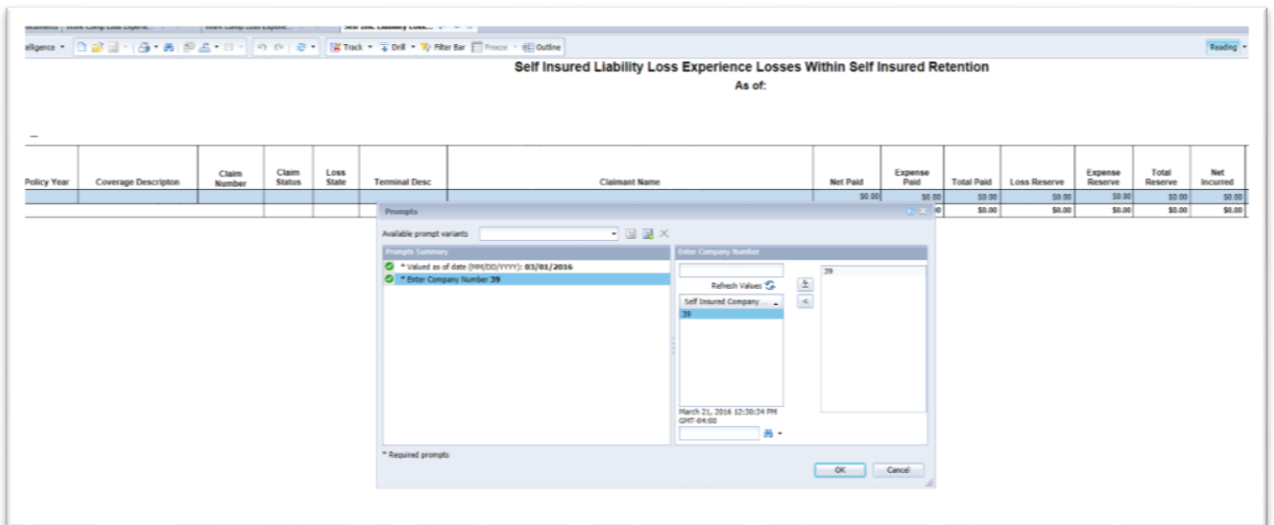 Work Comp Loss Experie...
Work Comp Loss Experie...
Self Ins. Liability Loss...
elligence
Track
Drill
Filter Bar
Freeze
Outline
Reading
Self Insured Liability Loss Experience Losses Within Self Insured Retention
As of:
Policy Year Coverage Descripton Claim Number Claim Status Loss State Terminal Desc Claimant Name Net Paid Expense Paid Total Paid Loss Reserve Expense Reserve Total Reserve Net Incurred
$0.00 $0.00 $0.00 $0.00 $0.00 $0.00 $0.00
$0.00 $0.00 $0.00 $0.00 $0.00
Prompts
Available prompt variants
Prompts Summary
* Valued as of date (MM/DD/YYYY): 03/01/2016
* Enter Company Number 39
Enter Company Number
Refresh Values
Self Insured Company ...
39
39
March 21, 2016 12:30:34 PM
GMT-04:00
* Required prompts
OK
Cancel